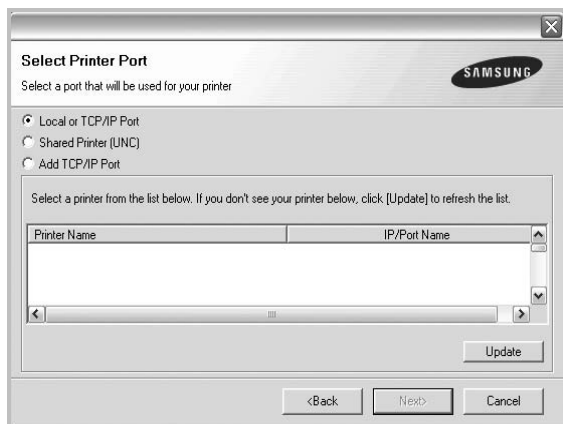 Select Printer Port
Select a port that will be used for your printer
SAMSUNG
Local or TCP/IP Port
Shared Printer (UNC)
Add TCP/IP Port
Select a printer from the list below. If you don't see your printer below, click [Update] to refresh the list.
Printer Name IP/Port Name
Update
<Back Next> Cancel